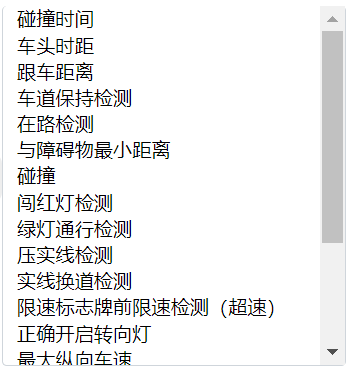 碰撞时间
车头时距
跟车距离
车道保持检测
在路检测
与障碍物最小距离
碰撞
闯红灯检测
绿灯通行检测
压实线检测
实线换道检测
限速标志牌前限速检测（超速）
正确开启转向灯
最大纵向车速